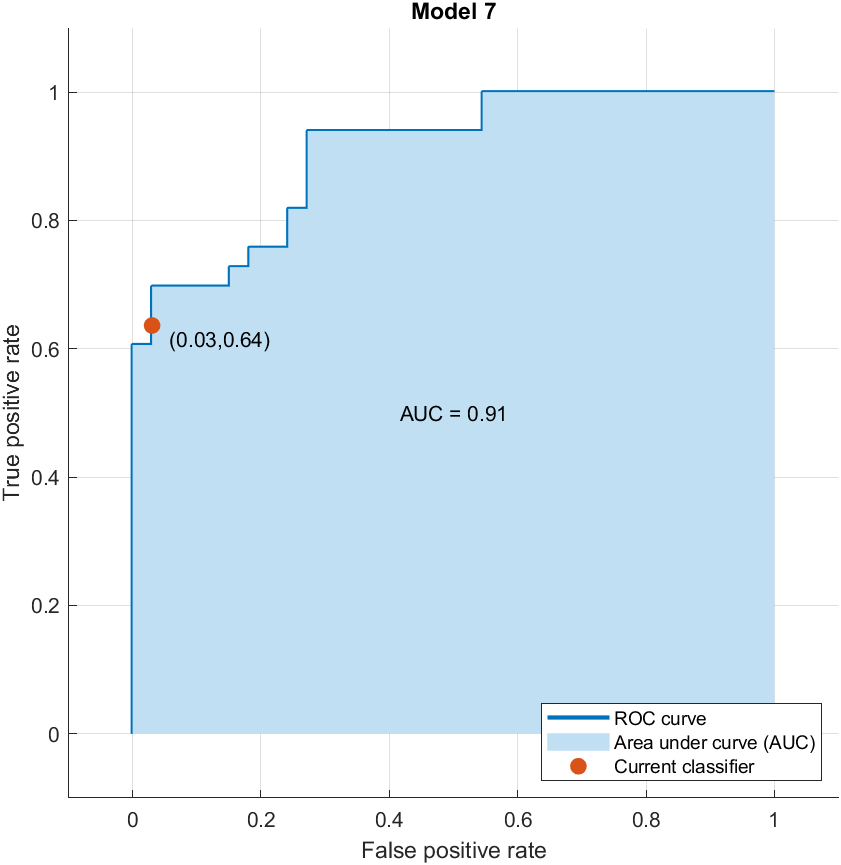 Model 7
1
0.8
0.6
0.4
0.2
0
True positive rate
(0.03,0.64)
AUC = 0.91
ROC curve
Area under curve (AUC)
Current classifier
0
0.2
0.4
0.6
0.8
1
False positive rate